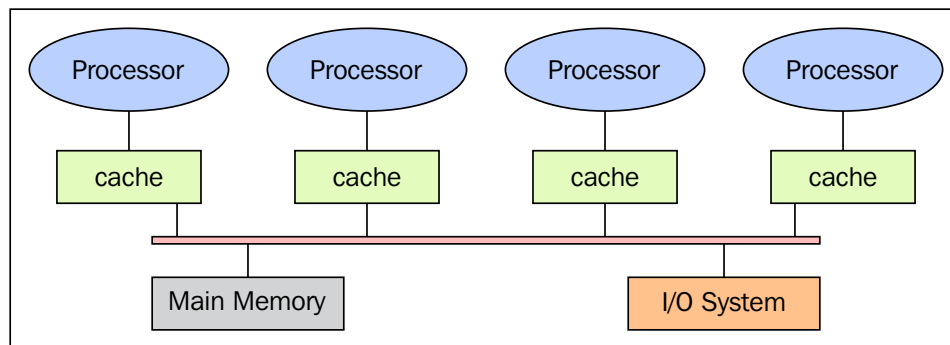 Processor
Processor
Processor
Processor
cache
cache
cache
cache
Main Memory
I/O System